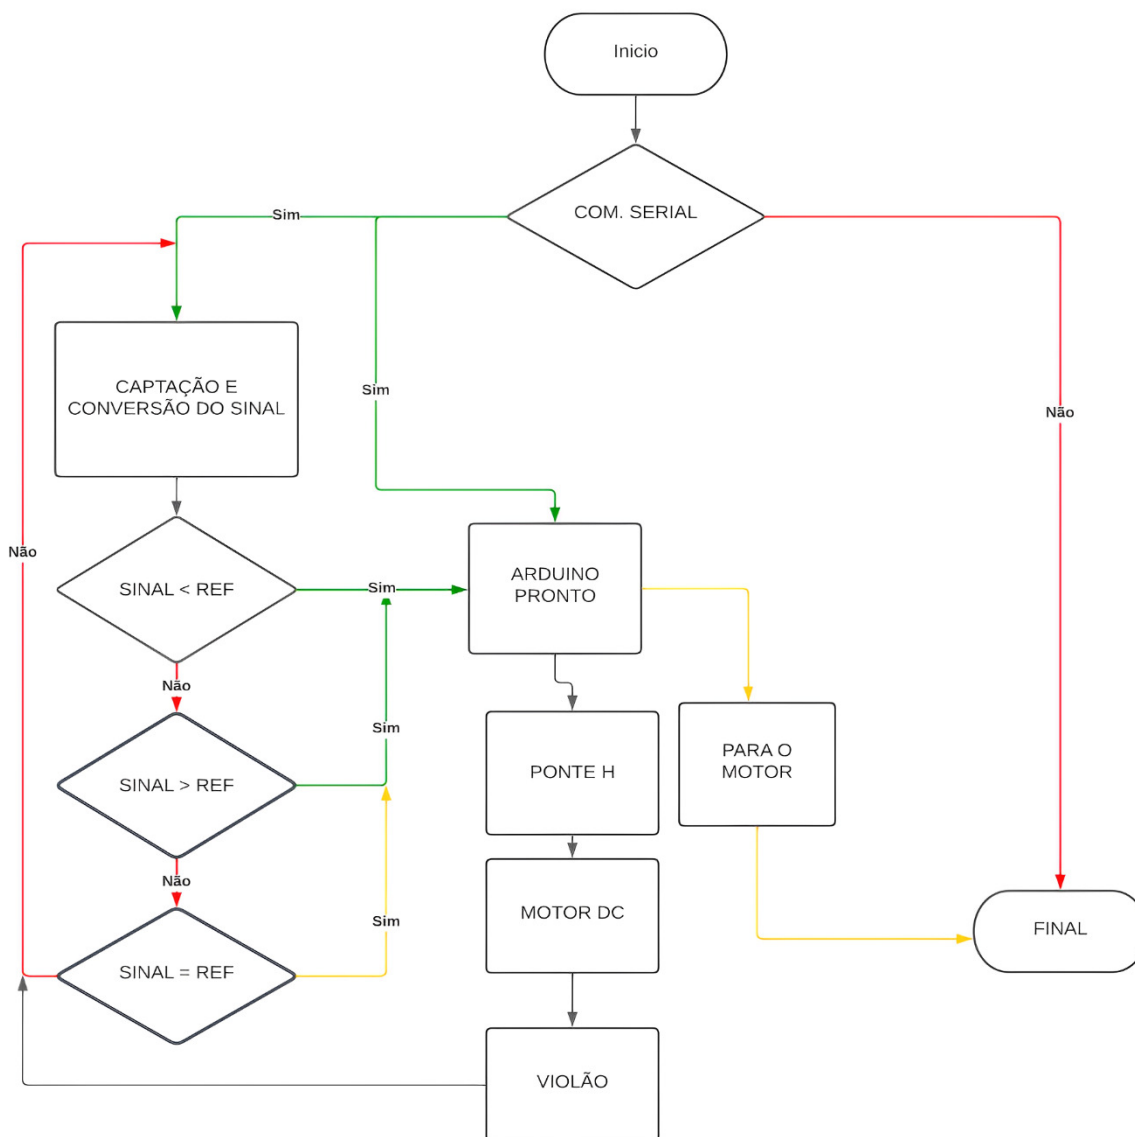 Inicio
COM. SERIAL
Sim
CAPTAÇÃO E
CONVERSÃO DO SINAL
Sim
Não
Não
SINAL < REF
Sim
ARDUINO
PRONTO
Não
Sim
SINAL > REF
PONTE H
PARA O
MOTOR
Não
Sim
SINAL = REF
MOTOR DC
FINAL
VIOLÃO